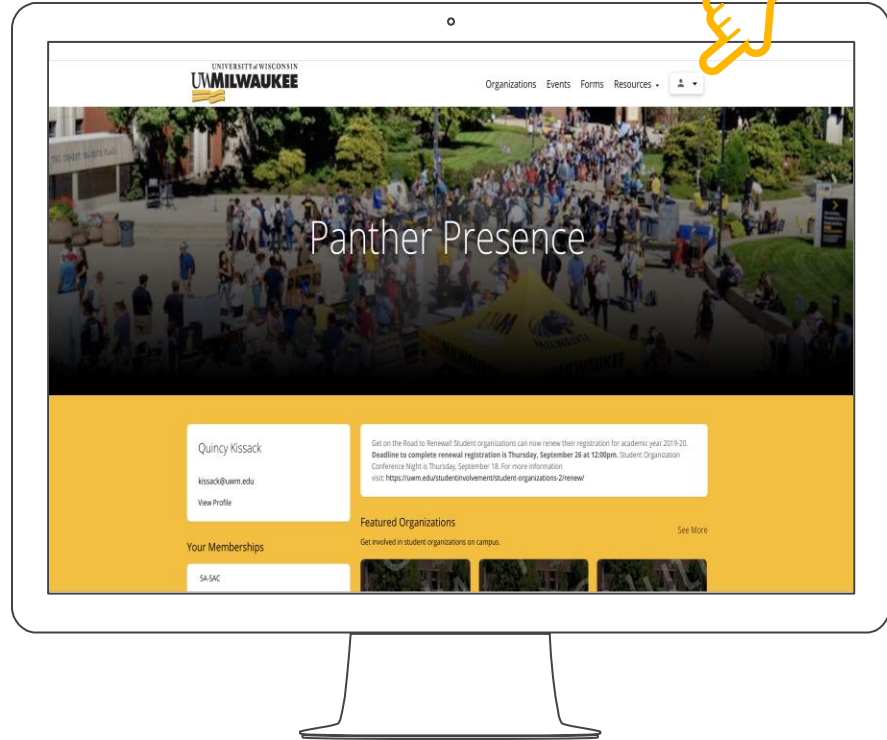 UNIVERSITY of WISCONSIN
UWMILWAUKEE
Organizations Events Forms Resources
Panther Presence
UWM
MILWAUKEE
Quincy Kissack
kissack@uwm.edu
View Profile
Your Memberships
SA-SAC
Get on the Road to Renewal! Student organizations can now renew their registration for academic year 2019-20.
Deadline to complete renewal registration is Thursday, September 26 at 12:00pm. Student Organization
Conference Night is Thursday, September 18. For more information
visit: https://uwm.edu/studentinvolvement/student-organizations-2/renew/
Featured Organizations
See More
Get involved in student organizations on campus.